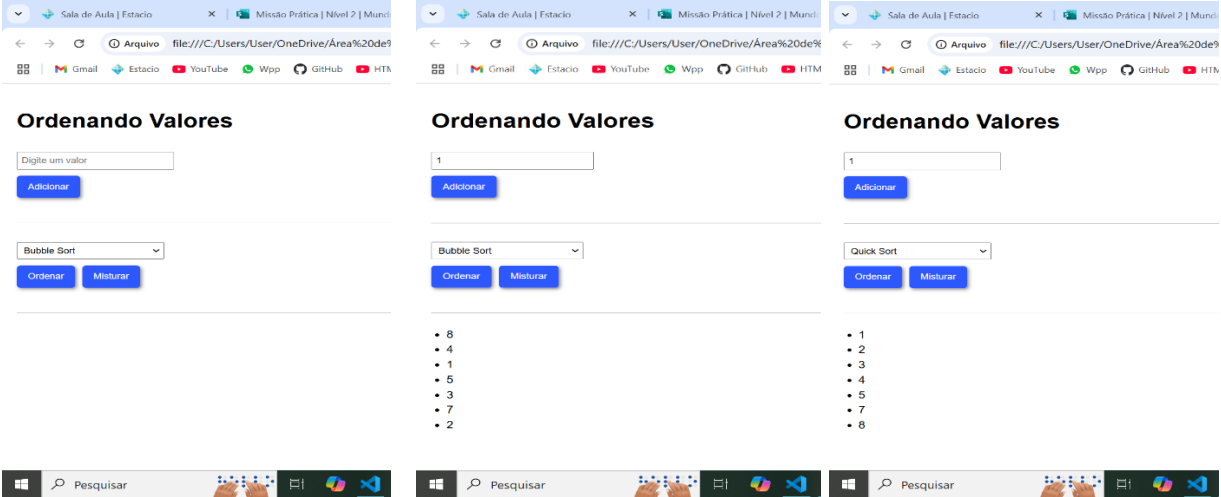 Sala de Aula | Estacio
Missão Prática | Nível 2 | Mund
Arquivo file:///C:/Users/User/OneDrive/Área%20de%
Gmail Estacio YouTube Wpp GitHub HTM
Ordenando Valores
Digite um valor
Adicionar
Bubble Sort
Ordenar Misturar
Pesquisar
Sala de Aula | Estacio
Missão Prática | Nível 2 | Mund
Arquivo file:///C:/Users/User/OneDrive/Área%20de%
Gmail Estacio YouTube Wpp GitHub HTM
Ordenando Valores
1
Adicionar
Bubble Sort
Ordenar Misturar
8
4
1
5
3
7
2
Pesquisar
Sala de Aula | Estacio
Missão Prática | Nível 2 | Mund
Arquivo file:///C:/Users/User/OneDrive/Área%20de%
Gmail Estacio YouTube Wpp GitHub HTM
Ordenando Valores
1
Adicionar
Quick Sort
Ordenar Misturar
1
2
3
4
5
7
8
Pesquisar